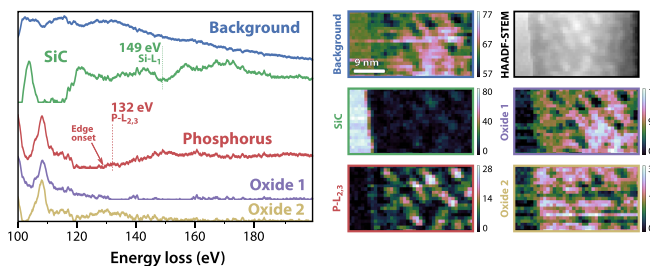 Background
SiC
149 eV
Si-L1
132 eV
P-L2,3
Edge
onset
Phosphorus
Oxide 1
Oxide 2
100 120 140 160 180
Energy loss (eV)
Background
9 nm
77
67
57
HAADF-STEM
SiC
80
40
0
Oxide 1
P-L2,3
28
14
0
Oxide 2